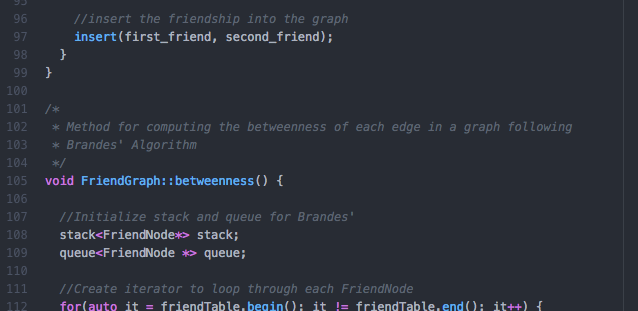 95
96 //insert the friendship into the graph
97 insert(first_friend, second_friend);
98 }
99 }
100
101 /*
102 * Method for computing the betweenness of each edge in a graph following
103 * Brandes' Algorithm
104 */
105 void FriendGraph::betweenness() {
106
107 //Initialize stack and queue for Brandes'
108 stack<FriendNode*> stack;
109 queue<FriendNode *> queue;
110
111 //Create iterator to loop through each FriendNode
112 for(auto it = friendTable.begin(); it != friendTable.end(); it++) {